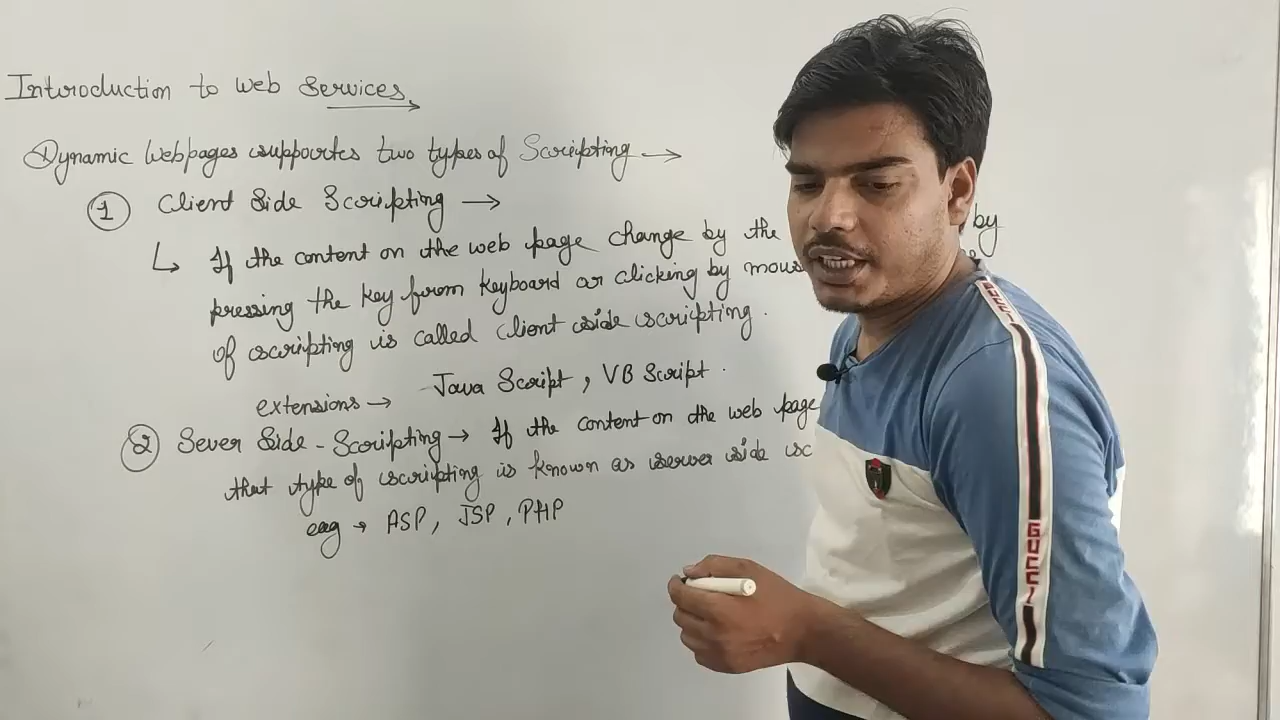 Introduction to web Services
Dynamic Webpages supportes two types of Scripting →
1 Client Side Scripting →
↳ If the content on the web page change by the by
pressing the key from keyboard or clicking by
of scripting is called client side scripting.
extensions → Java Script, VB Script.
2 Sever Side - Scripting → If the content on the web page
that type of scripting is known as server side
eg → ASP, JSP, PHP
GUCCI
GUCCI